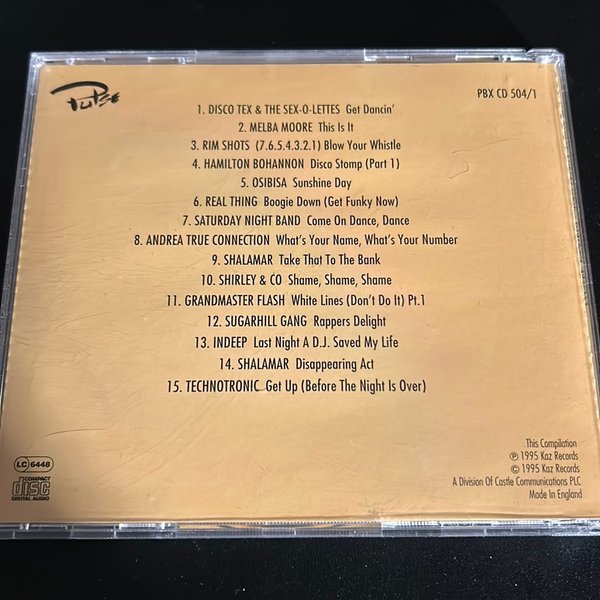 Pulse
PBX CD 504/1
1. DISCO TEX & THE SEX-O-LETTES Get Dancin'
2. MELBA MOORE This Is It
3. RIM SHOTS (7.6.5.4.3.2.1) Blow Your Whistle
4. HAMILTON BOHANNON Disco Stomp (Part 1)
5. OSIBISA Sunshine Day
6. REAL THING Boogie Down (Get Funky Now)
7. SATURDAY NIGHT BAND Come On Dance, Dance
8. ANDREA TRUE CONNECTION What's Your Name, What's Your Number
9. SHALAMAR Take That To The Bank
10. SHIRLEY & CO Shame, Shame, Shame
11. GRANDMASTER FLASH White Lines (Don't Do It) Pt.1
12. SUGARHILL GANG Rappers Delight
13. INDEEP Last Night A D.J. Saved My Life
14. SHALAMAR Disappearing Act
15. TECHNOTRONIC Get Up (Before The Night Is Over)
LC 6448
COMPACT
disc
DIGITAL AUDIO
This Compilation
℗ 1995 Kaz Records
© 1995 Kaz Records
A Division Of Castle Communications PLC
Made In England